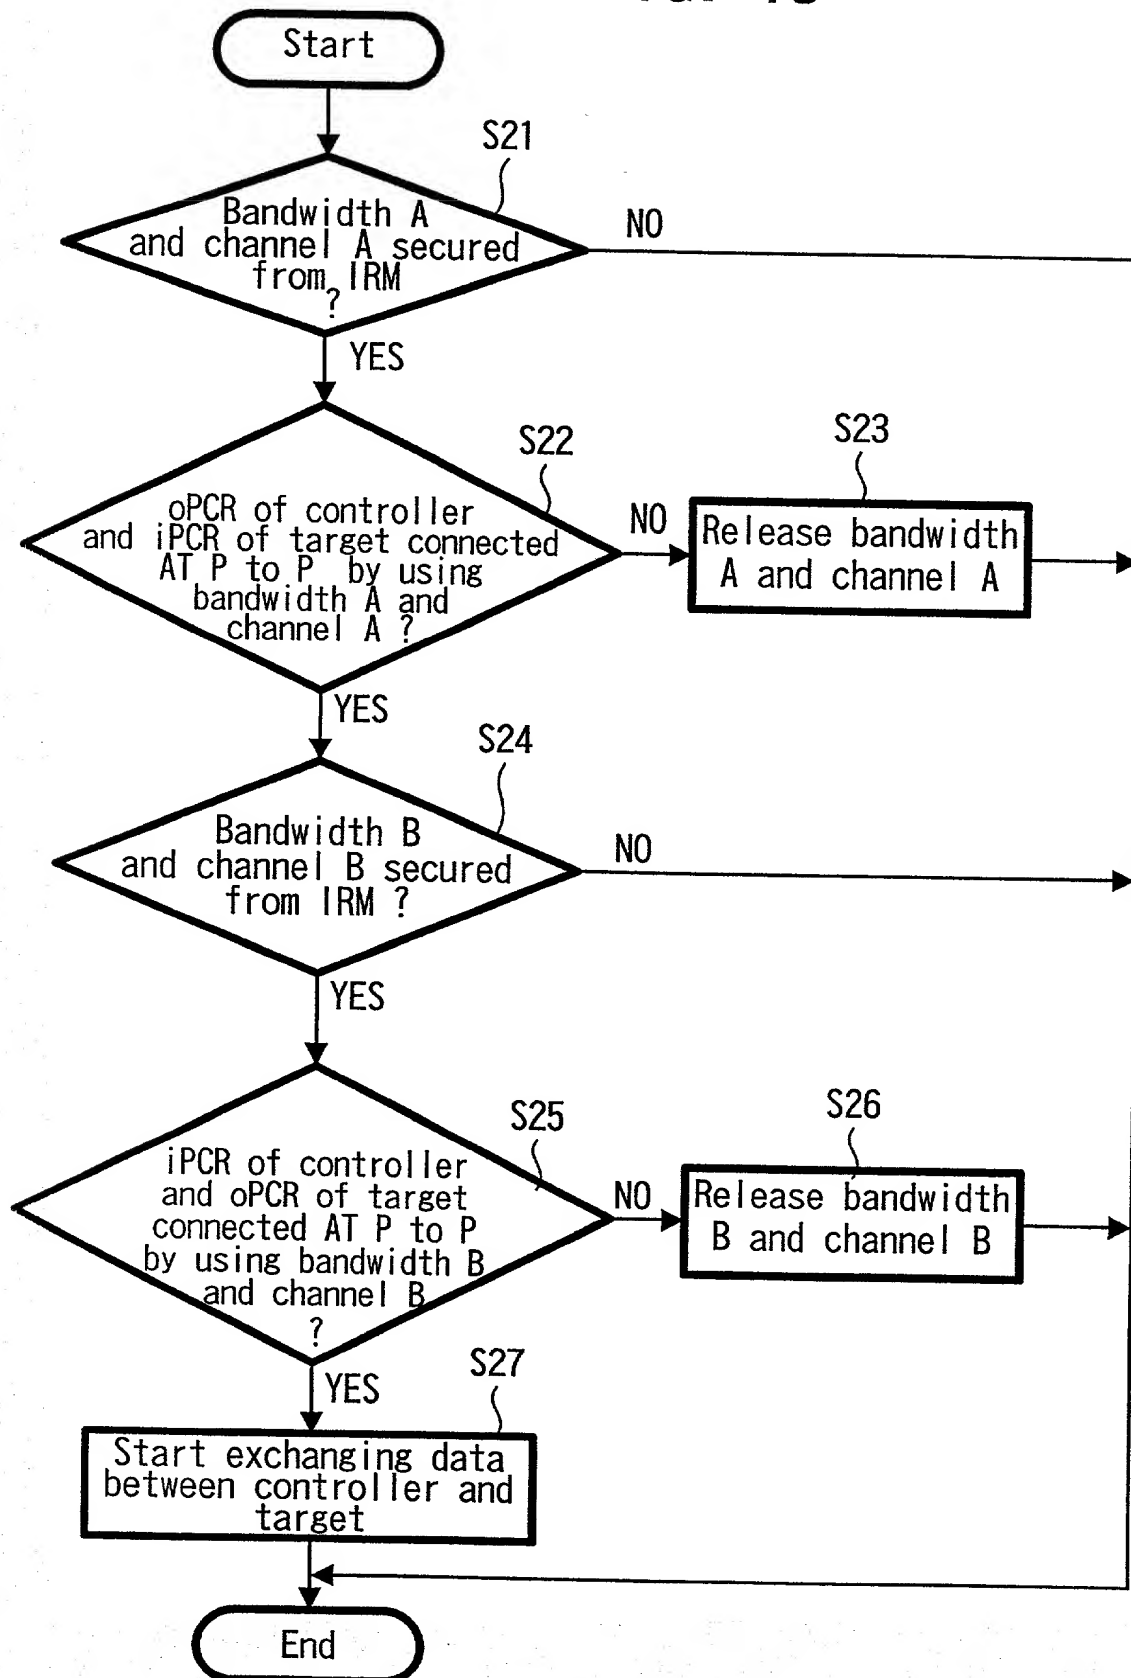 Start
S21
Bandwidth A
and channel A secured
from IRM
?
NO
YES
S22
oPCR of controller
and iPCR of target connected
AT P to P by using
bandwidth A and
channel A ?
NO
S23
Release bandwidth
A and channel A
YES
S24
Bandwidth B
and channel B secured
from IRM ?
NO
YES
S25
iPCR of controller
and oPCR of target
connected AT P to P
by using bandwidth B
and channel B
?
NO
S26
Release bandwidth
B and channel B
YES
S27
Start exchanging data
between controller and
target
End